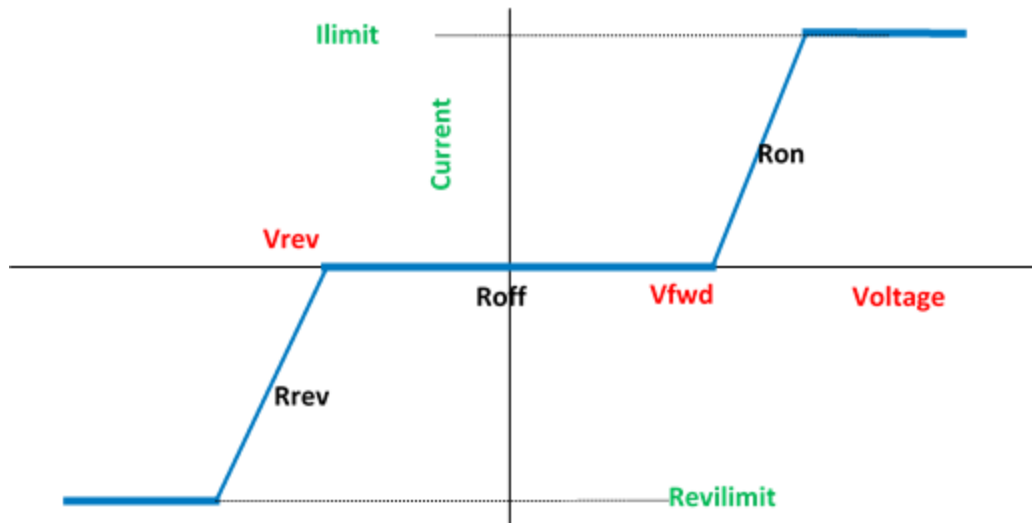 Ilimit
Current
Ron
Vrev
Roff
Vfwd
Voltage
Rrev
Revilimit